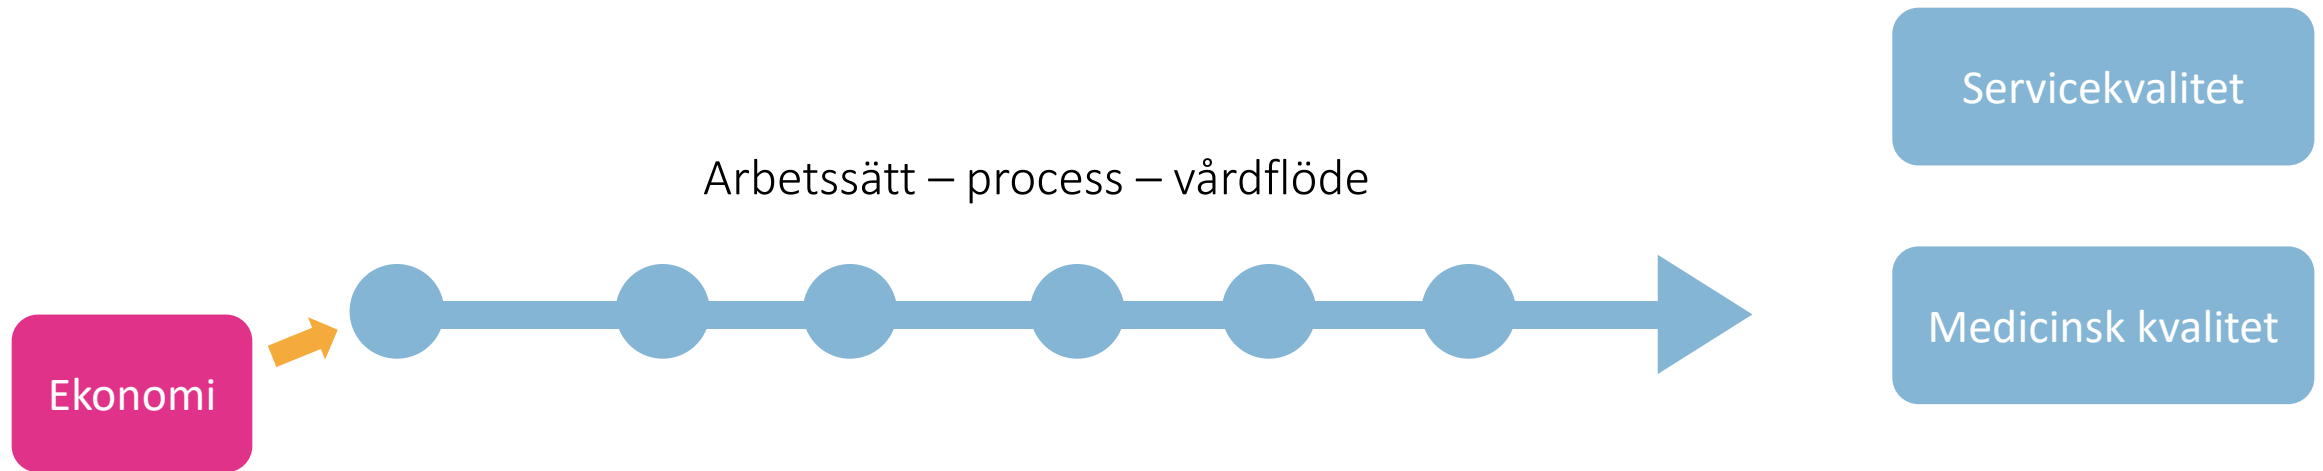 Servicekvalitet
Arbetssätt – process – vårdflöde
Medicinsk kvalitet
Ekonomi